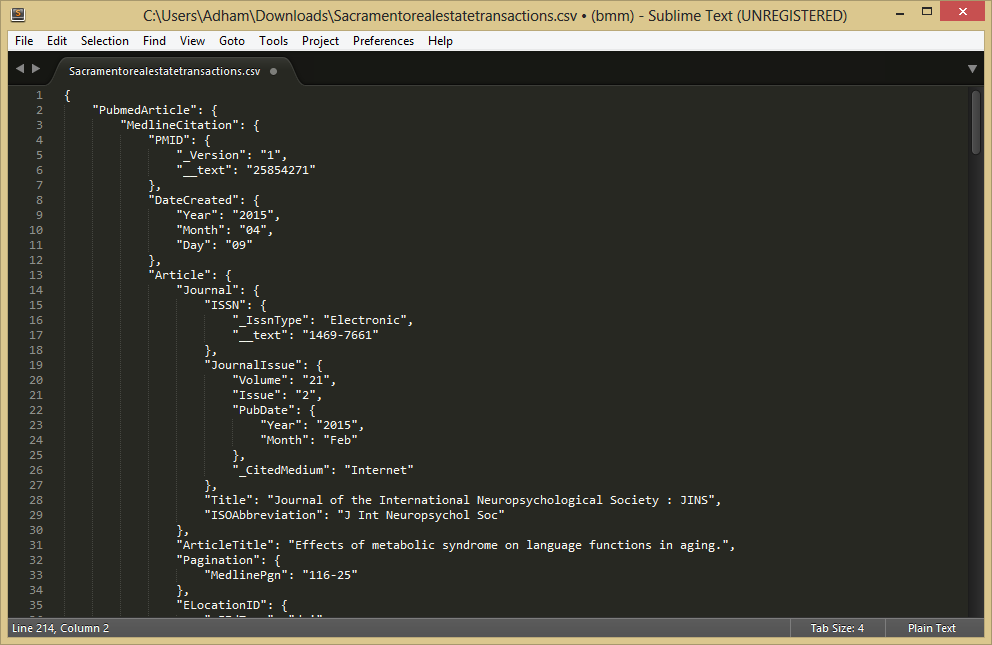 C:\Users\Adham\Downloads\Sacramentorealestatetransactions.csv • (bmm) - Sublime Text (UNREGISTERED)
File Edit Selection Find View Goto Tools Project Preferences Help
Sacramentorealestatetransactions.csv
1 {
2 "PubmedArticle": {
3 "MedlineCitation": {
4 "PMID": {
5 "_Version": "1",
6 "__text": "25854271"
7 },
8 "DateCreated": {
9 "Year": "2015",
10 "Month": "04",
11 "Day": "09"
12 },
13 "Article": {
14 "Journal": {
15 "ISSN": {
16 "_IssnType": "Electronic",
17 "__text": "1469-7661"
18 },
19 "JournalIssue": {
20 "Volume": "21",
21 "Issue": "2",
22 "PubDate": {
23 "Year": "2015",
24 "Month": "Feb"
25 },
26 "_CitedMedium": "Internet"
27 },
28 "Title": "Journal of the International Neuropsychological Society : JINS",
29 "ISOAbbreviation": "J Int Neuropsychol Soc"
30 },
31 "ArticleTitle": "Effects of metabolic syndrome on language functions in aging.",
32 "Pagination": {
33 "MedlinePgn": "116-25"
34 },
35 "ELocationID": {
Line 214, Column 2 Tab Size: 4 Plain Text